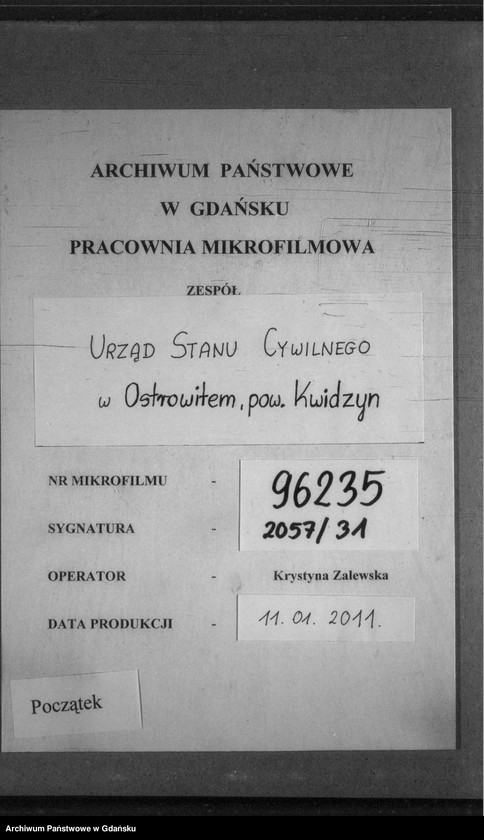 ARCHIWUM PAŃSTWOWE
W GDAŃSKU
PRACOWNIA MIKROFILMOWA
ZESPÓŁ
URZĄD STANU CYWILNEGO
w Ostrowitem, pow. Kwidzyn
NR MIKROFILMU - 96235
SYGNATURA - 2057/31
OPERATOR - Krystyna Zalewska
DATA PRODUKCJI - 11.01.2011.
Początek
Archiwum Państwowe w Gdańsku